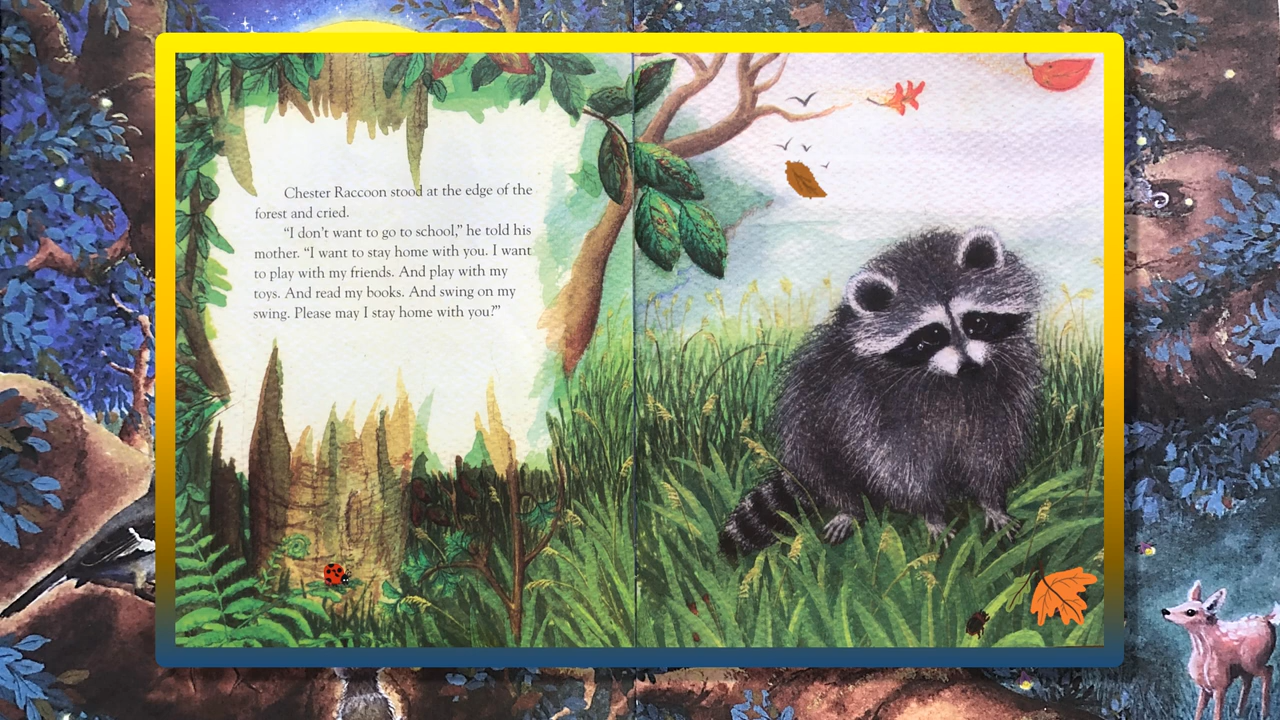 Chester Raccoon stood at the edge of the
forest and cried.
“I don’t want to go to school,” he told his
mother. “I want to stay home with you. I want
to play with my friends. And play with my
toys. And read my books. And swing on my
swing. Please may I stay home with you?”